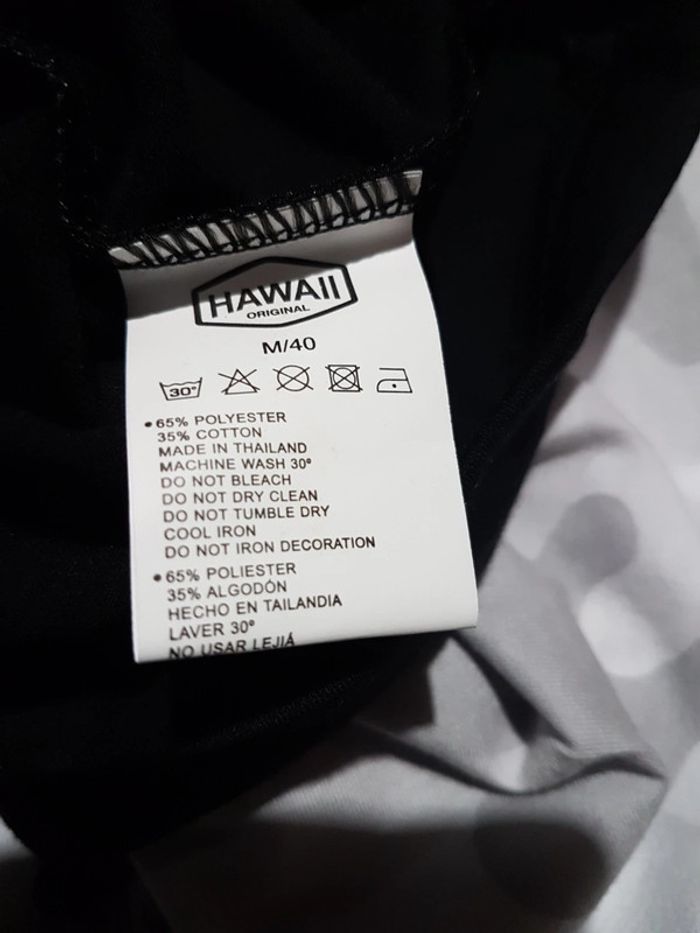 HAWAII
ORIGINAL
M/40
30°
•65% POLYESTER
35% COTTON
MADE IN THAILAND
MACHINE WASH 30°
DO NOT BLEACH
DO NOT DRY CLEAN
DO NOT TUMBLE DRY
COOL IRON
DO NOT IRON DECORATION
•65% POLIESTER
35% ALGODÓN
HECHO EN TAILANDIA
LAVER 30°
NO USAR LEJIÁ